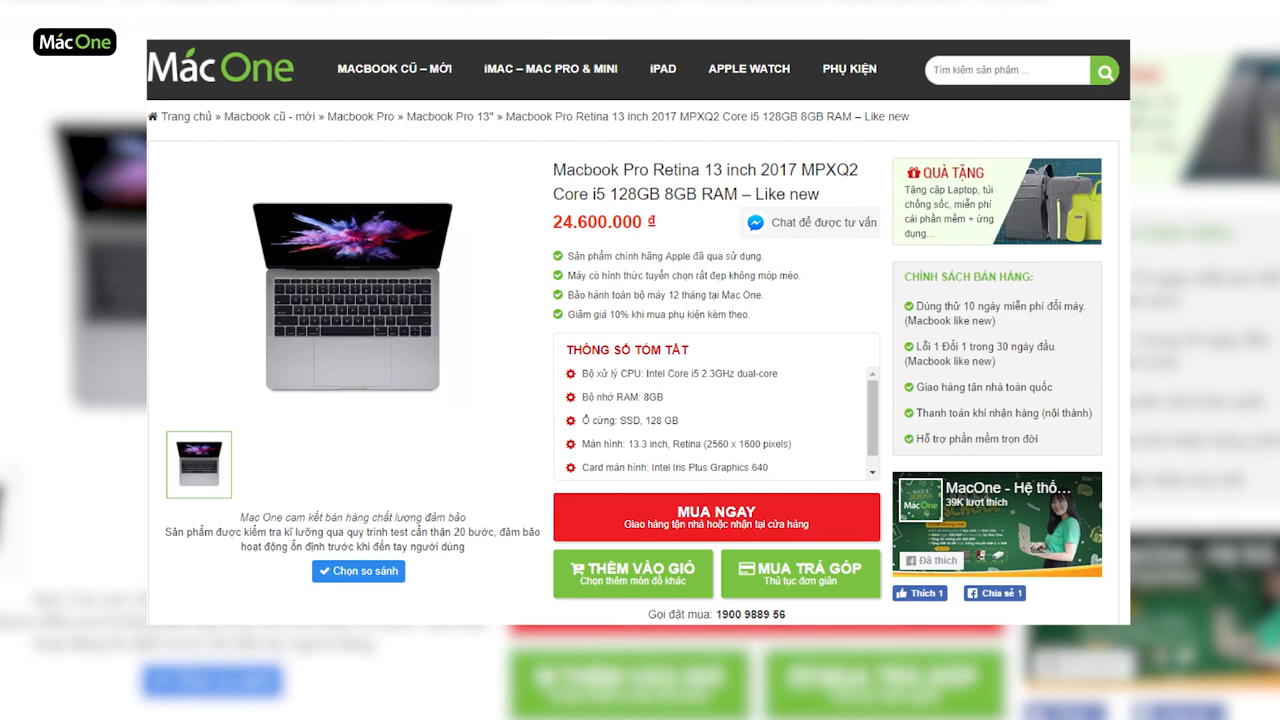 Mác One
Mác One
MACBOOK CŨ – MỚI
iMAC – MAC PRO & MINI
iPAD
APPLE WATCH
PHỤ KIỆN
Tìm kiếm sản phẩm ...
Trang chủ » Macbook cũ - mới » Macbook Pro » Macbook Pro 13" » Macbook Pro Retina 13 inch 2017 MPXQ2 Core i5 128GB 8GB RAM – Like new
Macbook Pro Retina 13 inch 2017 MPXQ2
Core i5 128GB 8GB RAM – Like new
24.600.000 ₫
Chat để được tư vấn
Sản phẩm chính hãng Apple đã qua sử dụng.
Máy có hình thức tuyển chọn rất đẹp không móp méo.
Bảo hành toàn bộ máy 12 tháng tại Mac One.
Giảm giá 10% khi mua phụ kiện kèm theo.
THÔNG SỐ TÓM TẮT
Bộ xử lý CPU: Intel Core i5 2.3GHz dual-core
Bộ nhớ RAM: 8GB
Ổ cứng: SSD, 128 GB
Màn hình: 13.3 inch, Retina (2560 x 1600 pixels)
Card màn hình: Intel Iris Plus Graphics 640
MUA NGAY
Giao hàng tận nhà hoặc nhận tại cửa hàng
THÊM VÀO GIỎ
Chọn thêm món đồ khác
MUA TRẢ GÓP
Thủ tục đơn giản
Gọi đặt mua: 1900 9889 56
Mac One cam kết bán hàng chất lượng đảm bảo
Sản phẩm được kiểm tra kĩ lưỡng qua quy trình test cẩn thận 20 bước, đảm bảo
hoạt động ổn định trước khi đến tay người dùng
Chọn so sánh
QUÀ TẶNG
Tặng cặp Laptop, túi
chống sốc, miễn phí
cài phần mềm + ứng
dụng...
CHÍNH SÁCH BÁN HÀNG:
Dùng thử 10 ngày miễn phí đổi máy.
(Macbook like new)
Lỗi 1 Đổi 1 trong 30 ngày đầu.
(Macbook like new)
Giao hàng tận nhà toàn quốc
Thanh toán khi nhận hàng (nội thành)
Hỗ trợ phần mềm trọn đời
MacOne - Hệ thố...
39K lượt thích
MacOne
Đã thích
Thích 1
Chia sẻ 1